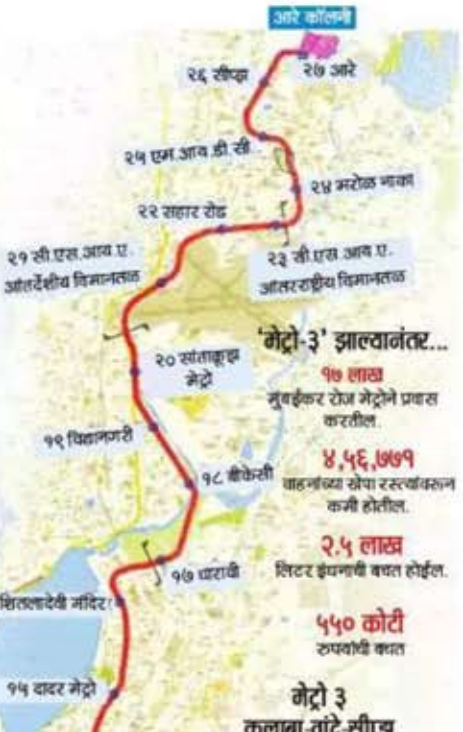 आरे कॉलनी
२७ आरे
२६ सीप्झ
२५ एम.आय.डी.सी.
२४ मरोळ नाका
२२ सहार रोड
२३ सी.एस.आय.ए.
आंतरराष्ट्रीय विमानतळ
२१ सी.एस.आय.ए.
आंतर्देशीय विमानतळ
२० सांताक्रूझ
मेट्रो
१९ विद्यानगरी
१८ बीकेसी
१७ धारावी
शितलादेवी मंदिर
१५ दादर मेट्रो
'मेट्रो-3' झाल्यानंतर...
१७ लाख
मुंबईकर रोज मेट्रोने प्रवास
करतील.
४,५६,७७१
वाहनांच्या खेपा रस्त्यांवरून
कमी होतील.
२.५ लाख
लिटर इंधनाची बचत होईल.
५५० कोटी
रुपयांची बचत
मेट्रो 3
कुलाबा-वांद्रे-सीप्झ